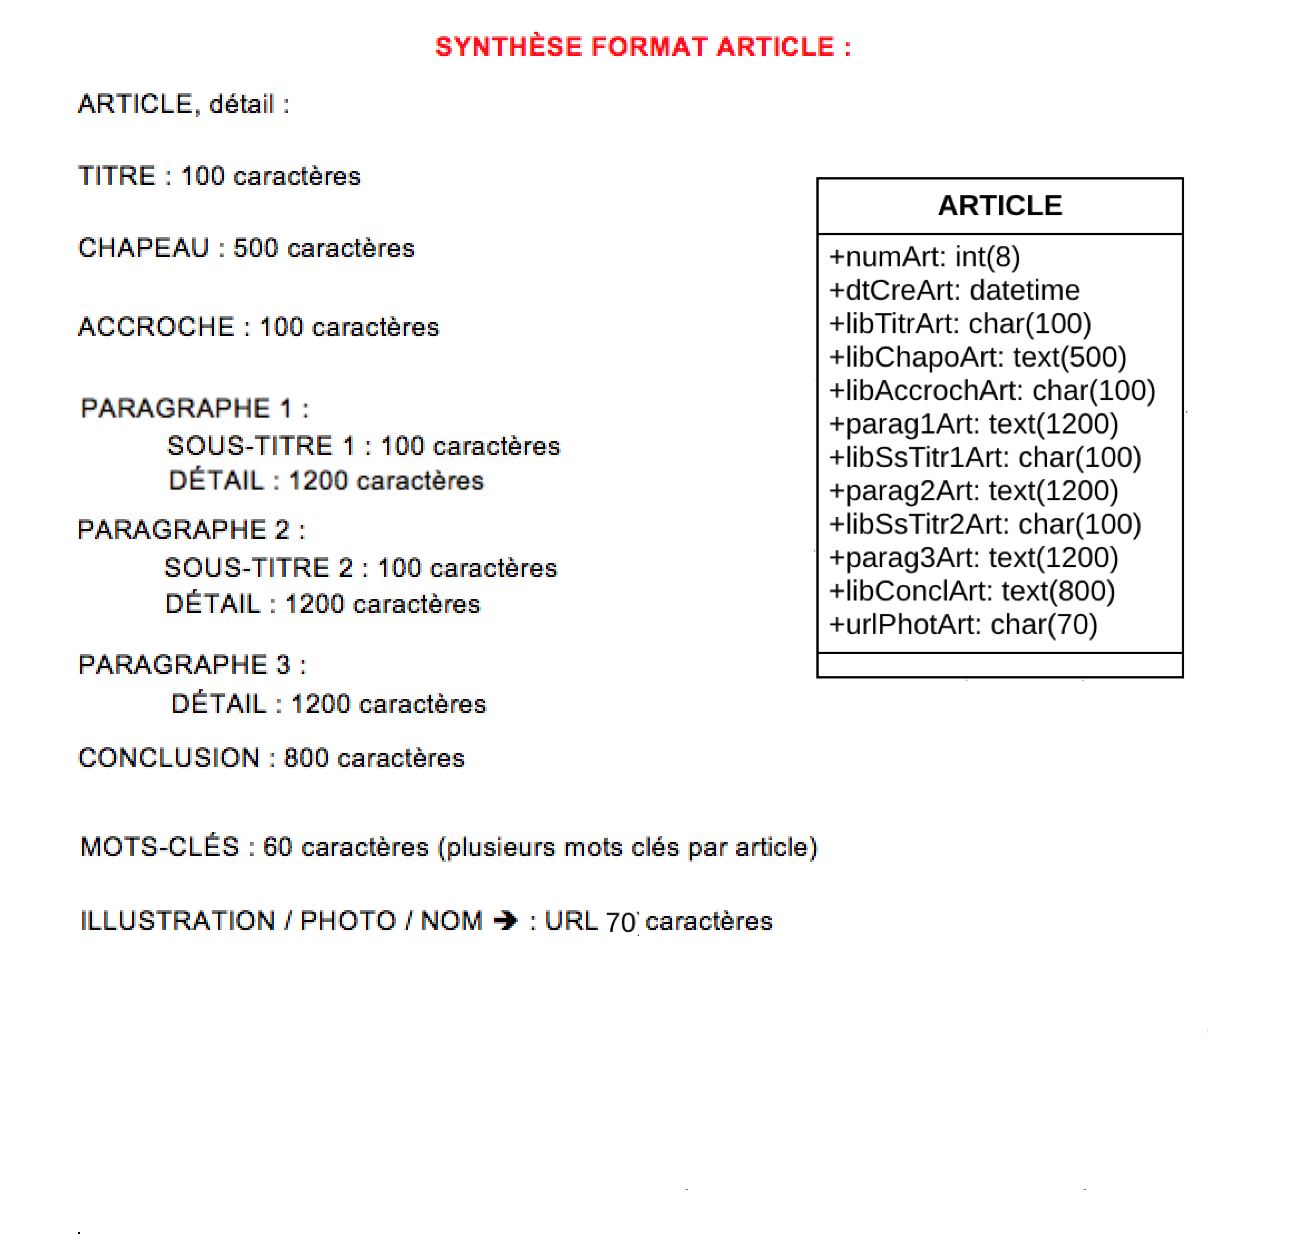 SYNTHÈSE FORMAT ARTICLE :
ARTICLE, détail :
TITRE : 100 caractères
CHAPEAU : 500 caractères
ACCROCHE : 100 caractères
PARAGRAPHE 1 :
SOUS-TITRE 1 : 100 caractères
DÉTAIL : 1200 caractères
PARAGRAPHE 2 :
SOUS-TITRE 2 : 100 caractères
DÉTAIL : 1200 caractères
PARAGRAPHE 3 :
DÉTAIL : 1200 caractères
CONCLUSION : 800 caractères
MOTS-CLÉS : 60 caractères (plusieurs mots clés par article)
ILLUSTRATION / PHOTO / NOM ➔ : URL 70 caractères
ARTICLE
+numArt: int(8)
+dtCreArt: datetime
+libTitrArt: char(100)
+libChapoArt: text(500)
+libAccrochArt: char(100)
+parag1Art: text(1200)
+libSsTitr1Art: char(100)
+parag2Art: text(1200)
+libSsTitr2Art: char(100)
+parag3Art: text(1200)
+libConclArt: text(800)
+urlPhotArt: char(70)